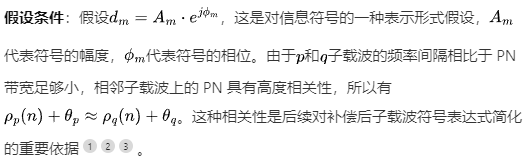 假设条件：假设$d_m = A_m \cdot e^{j\phi_m}$，这是对信息符号的一种表示形式假设，$A_m$
代表符号的幅度，$\phi_m$代表符号的相位。由于$p$和$q$子载波的频率间隔相比于 PN
带宽足够小，相邻子载波上的 PN 具有高度相关性，所以有
$\rho_p(n) + \theta_p \approx \rho_q(n) + \theta_q$。这种相关性是后续对补偿后子载波符号表达式简化
的重要依据 1 2 3 。